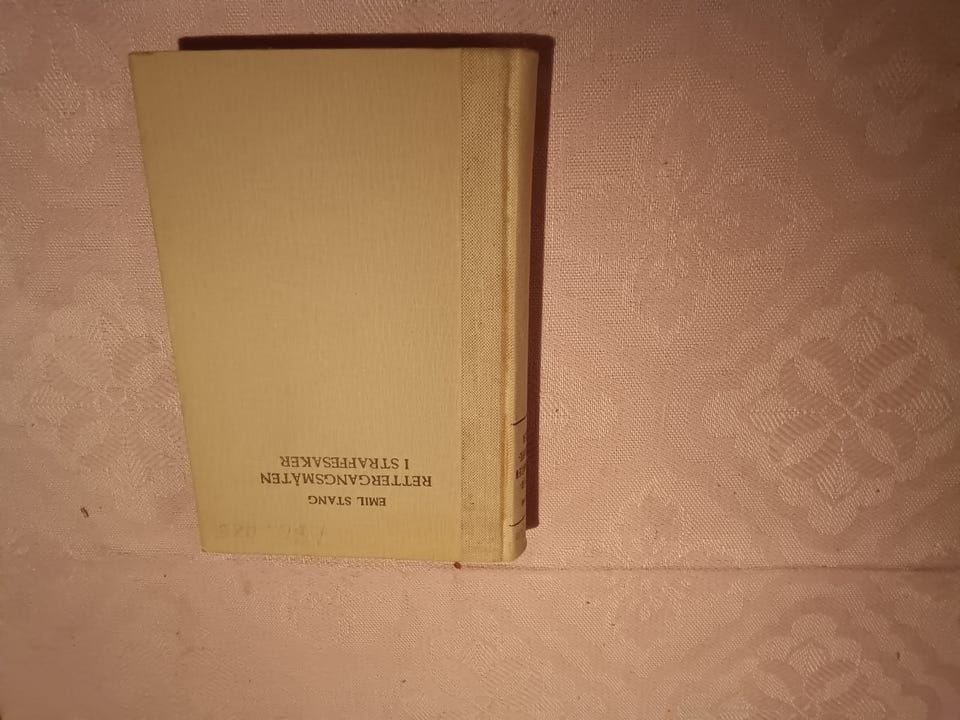 EMIL STANG
RETTERGANGSMÅTEN
I STRAFFESAKER